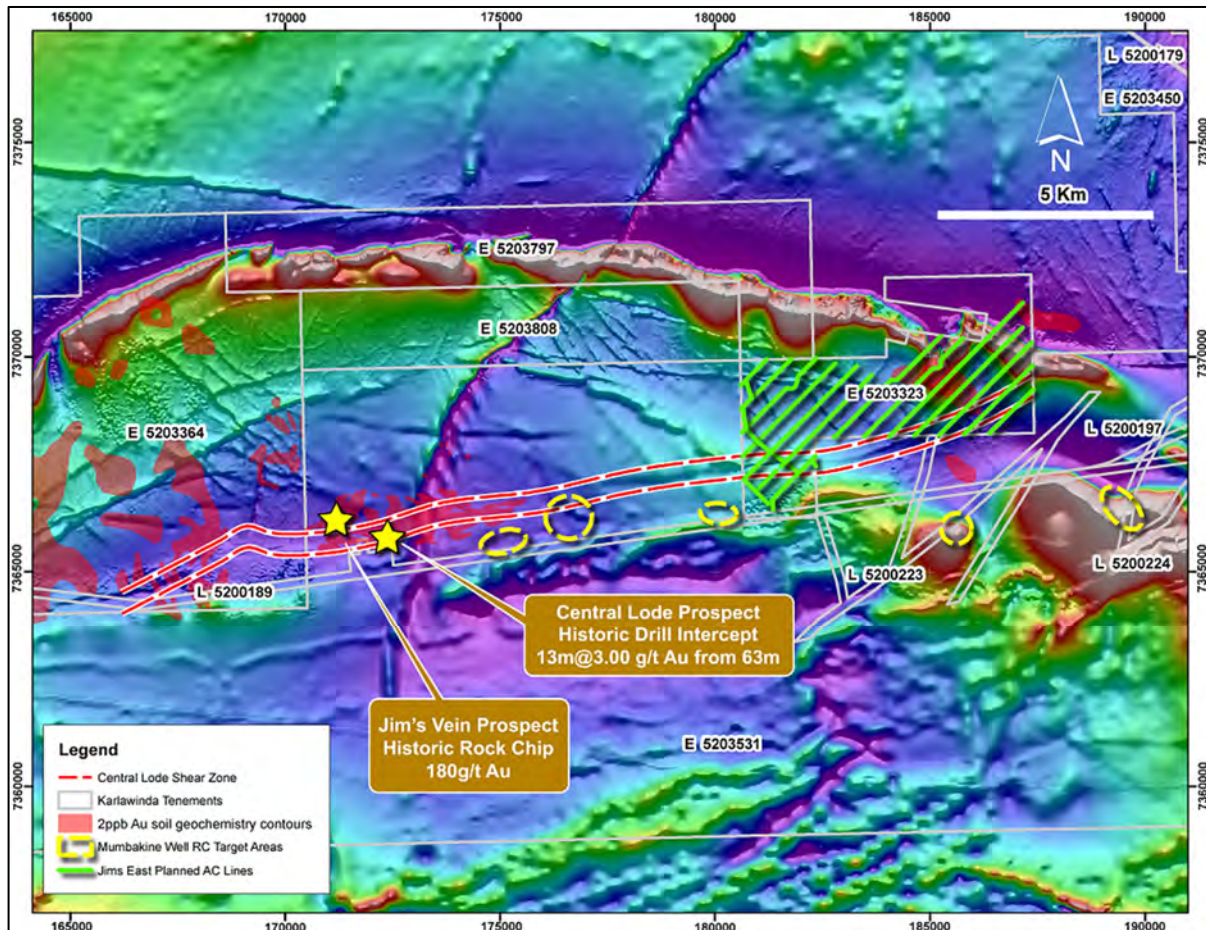 165000
170000
175000
180000
185000
190000
L 5200179
E 5203450
7375000
7375000
N
5 Km
E 5203797
E 5203808
7370000
7370000
E 5203323
E 5203364
L 5200197
7365000
7365000
L 5200189
L 5200223
L 5200224
Central Lode Prospect
Historic Drill Intercept
13m@3.00 g/t Au from 63m
Jim's Vein Prospect
Historic Rock Chip
180g/t Au
E 5203531
7360000
7360000
Legend
Central Lode Shear Zone
Karlawinda Tenements
2ppb Au soil geochemistry contours
Mumbakine Well RC Target Areas
Jims East Planned AC Lines
165000
170000
175000
180000
185000
190000